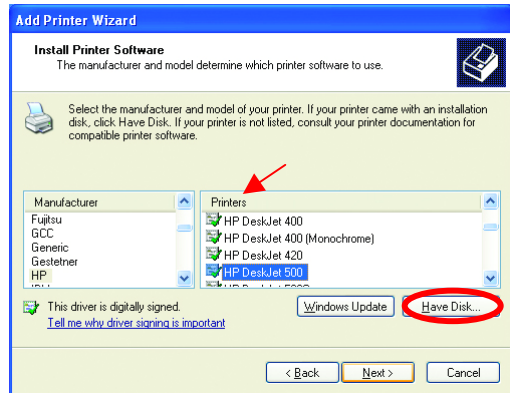 Add Printer Wizard
Install Printer Software
The manufacturer and model determine which printer software to use.
Select the manufacturer and model of your printer. If your printer came with an installation
disk, click Have Disk. If your printer is not listed, consult your printer documentation for
compatible printer software.
Manufacturer
Fujitsu
GCC
Generic
Gestetner
HP
Printers
HP DeskJet 400
HP DeskJet 400 (Monochrome)
HP DeskJet 420
HP DeskJet 500
This driver is digitally signed.
Tell me why driver signing is important
Windows Update
Have Disk...
< Back
Next >
Cancel